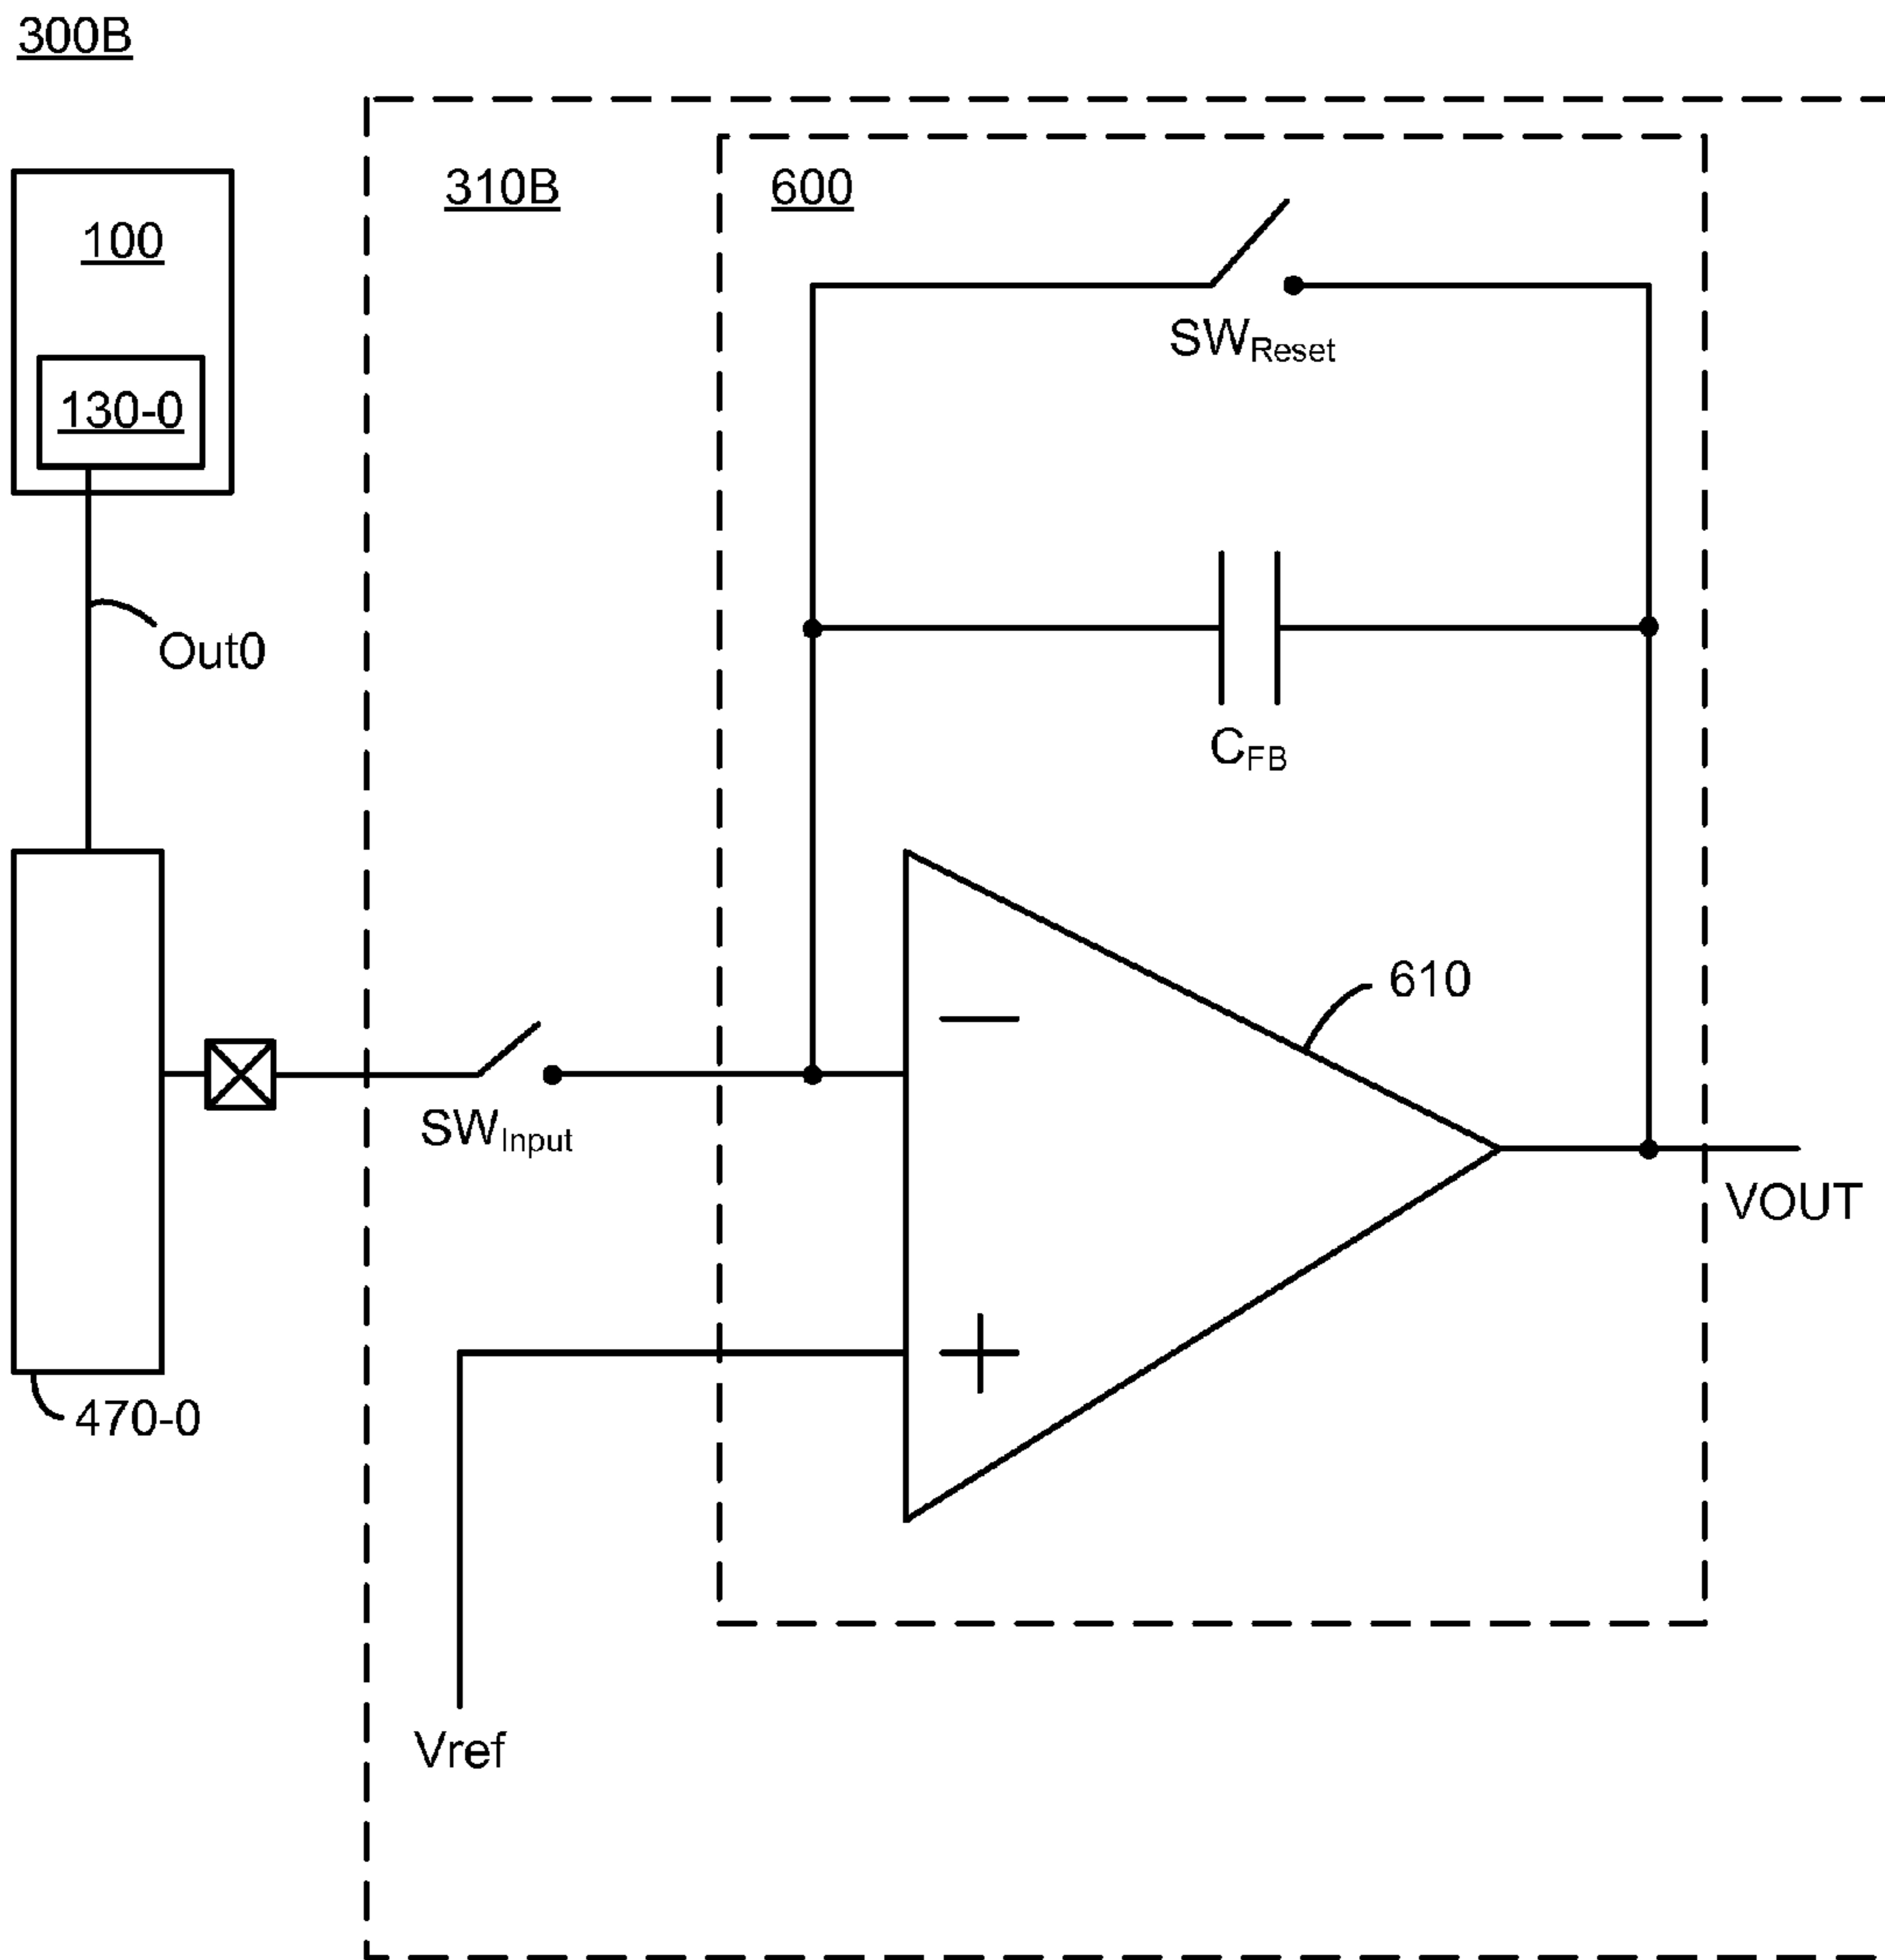 300B
310B
600
100
SWReset
130-0
Out0
CFB
610
SWInput
VOUT
470-0
Vref